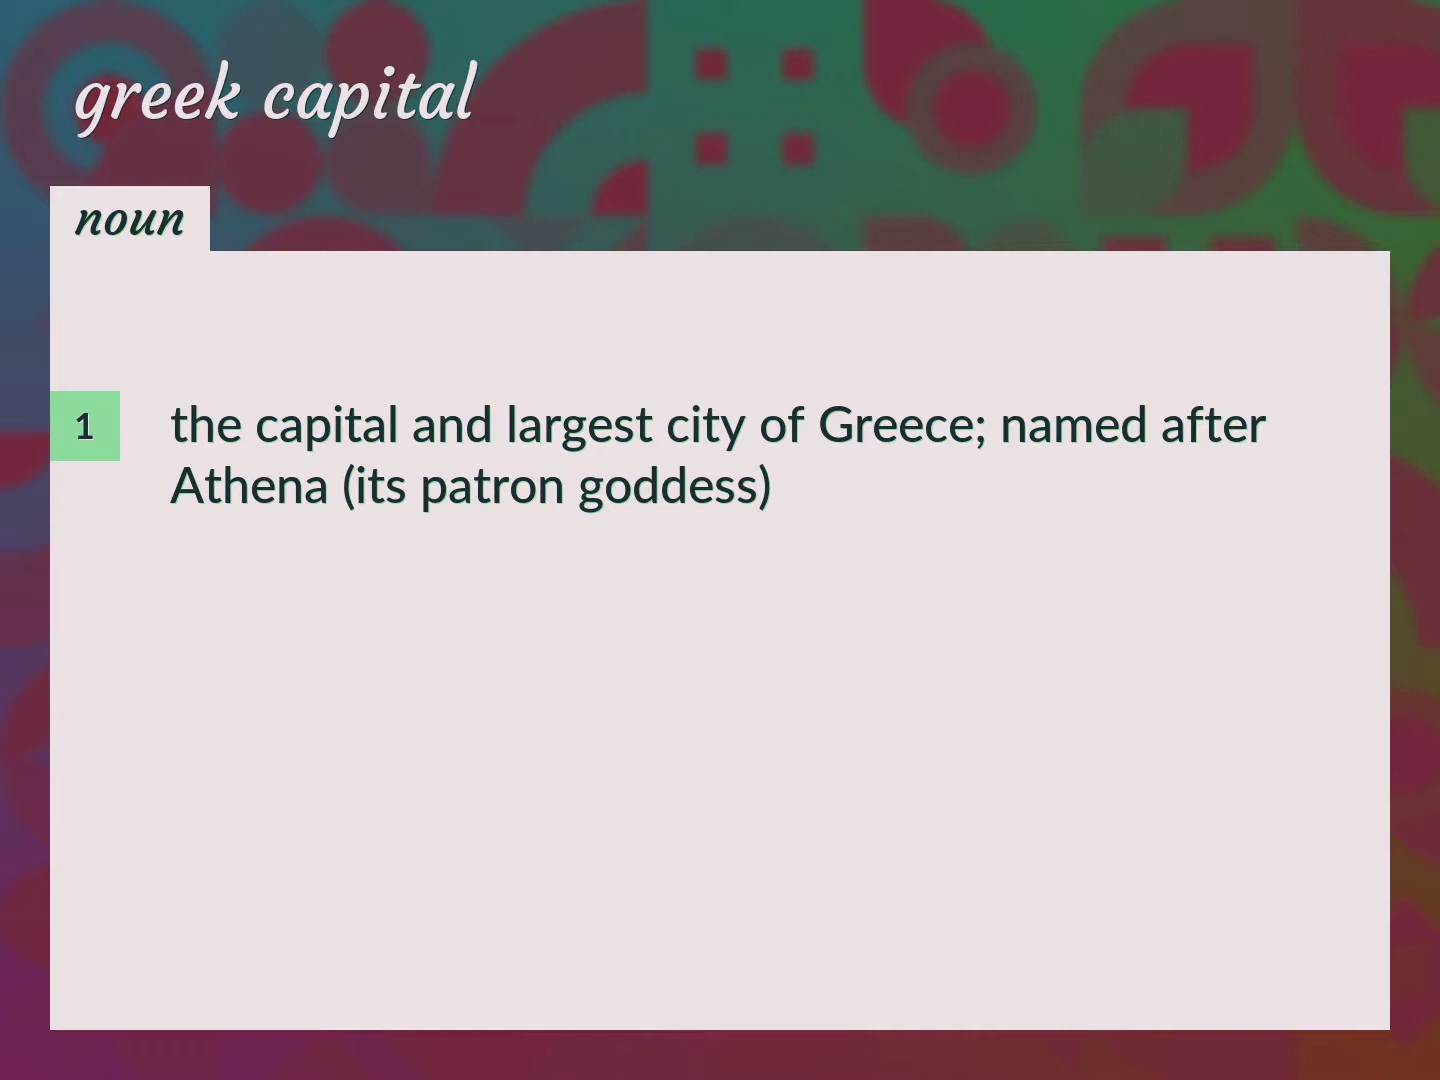 greek capital
noun
1
the capital and largest city of Greece; named after
Athena (its patron goddess)